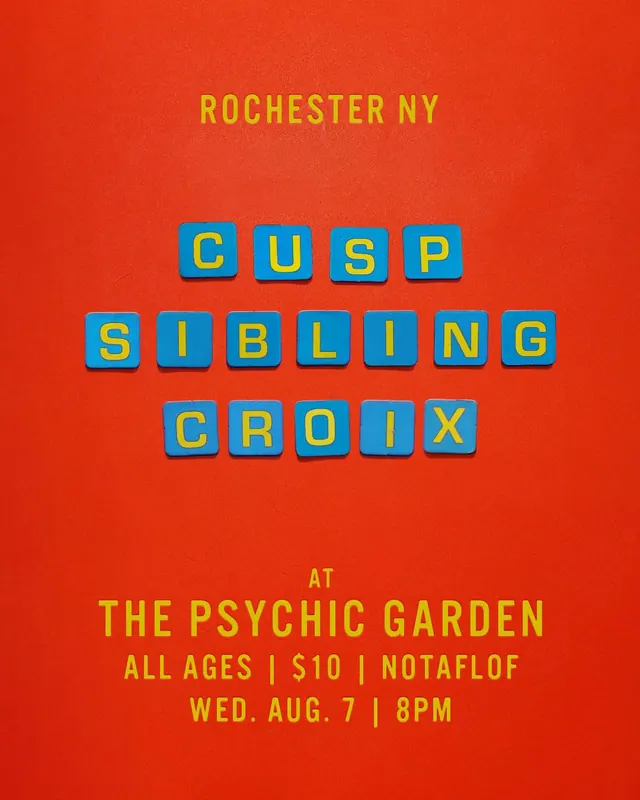 ROCHESTER NY
CUSP
SIBLING
CROIX
AT
THE PSYCHIC GARDEN
ALL AGES | $10 | NOTAFLOF
WED. AUG. 7 | 8PM